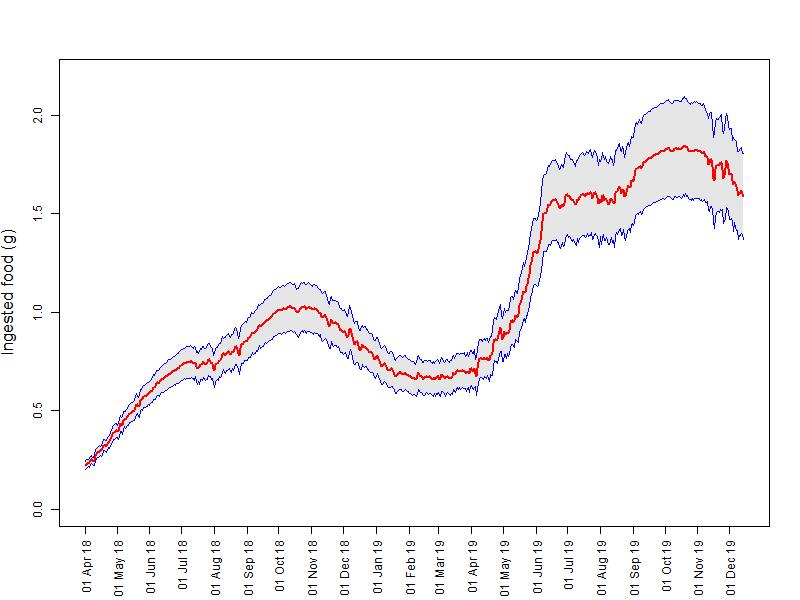 Ingested food (g)
2.0
1.5
1.0
0.5
0.0
01 Apr 18
01 May 18
01 Jun 18
01 Jul 18
01 Aug 18
01 Sep 18
01 Oct 18
01 Nov 18
01 Dec 18
01 Jan 19
01 Feb 19
01 Mar 19
01 Apr 19
01 May 19
01 Jun 19
01 Jul 19
01 Aug 19
01 Sep 19
01 Oct 19
01 Nov 19
01 Dec 19